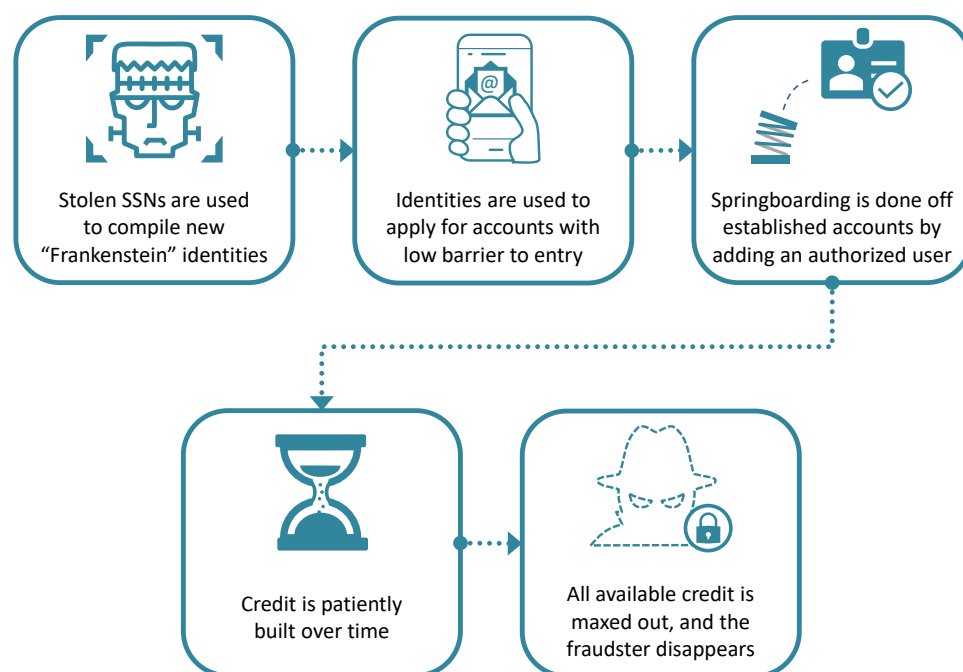 @
Stolen SSNs are used
to compile new
“Frankenstein” identities
Identities are used to
apply for accounts with
low barrier to entry
Springboarding is done off
established accounts by
adding an authorized user
Credit is patiently
built over time
All available credit is
maxed out, and the
fraudster disappears